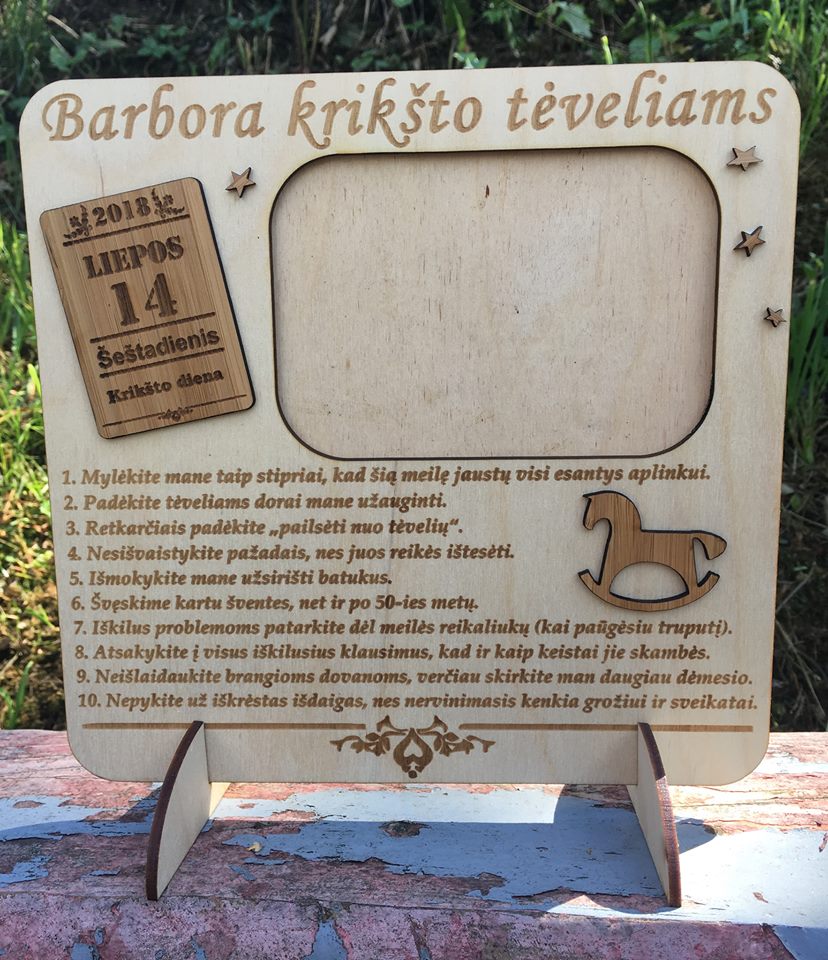 Barbora krikšto tėveliams
2018
LIEPOS
14
Šeštadienis
Krikšto diena
1. Mylėkite mane taip stipriai, kad šią meilę jaustų visi esantys aplinkui.
2. Padėkite tėveliams dorai mane užauginti.
3. Retkarčiais padėkite „pailsėti nuo tėvelių“.
4. Nesišvaistykite pažadais, nes juos reikės ištesėti.
5. Išmokykite mane užsirišti batukus.
6. Švęskime kartu šventes, net ir po 50-ies metų.
7. Iškilus problemoms patarkite dėl meilės reikaliukų (kai paūgėsiu truputį).
8. Atsakykite į visus iškilusius klausimus, kad ir kaip keistai jie skambės.
9. Neišlaidaukite brangioms dovanoms, verčiau skirkite man daugiau dėmesio.
10. Nepykite už iškrėstas išdaigas, nes nervinimasis kenkia grožiui ir sveikatai.